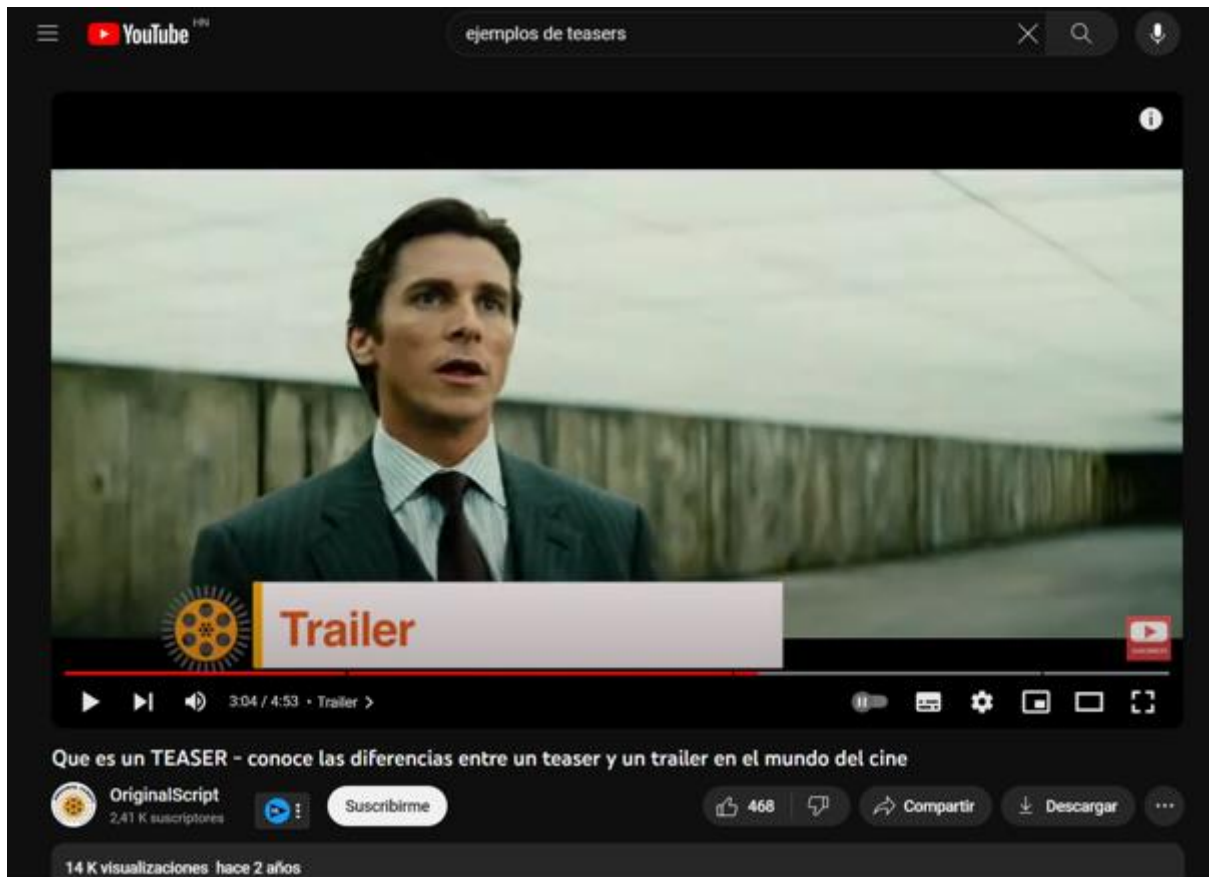 YouTube HN
ejemplos de teasers
Trailer
3:04 / 4:53 • Trailer >
Que es un TEASER - conoce las diferencias entre un teaser y un trailer en el mundo del cine
OriginalScript
2,41 K suscriptores
Suscribirme
468
Compartir
Descargar
14 K visualizaciones hace 2 años